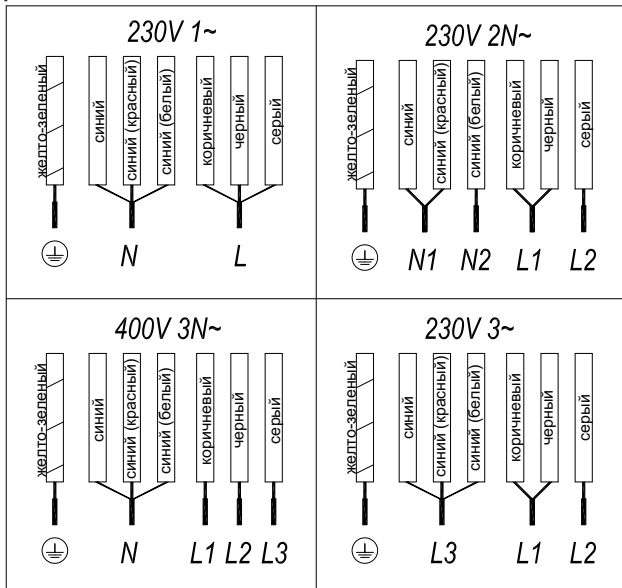 230V 1~
желто-зеленый
синий
синий (красный)
синий (белый)
коричневый
черный
серый
N L
230V 2N~
желто-зеленый
синий
синий (красный)
синий (белый)
коричневый
черный
серый
N1 N2 L1 L2
400V 3N~
желто-зеленый
синий
синий (красный)
синий (белый)
коричневый
черный
серый
N L1 L2 L3
230V 3~
желто-зеленый
синий
синий (красный)
синий (белый)
коричневый
черный
серый
L3 L1 L2